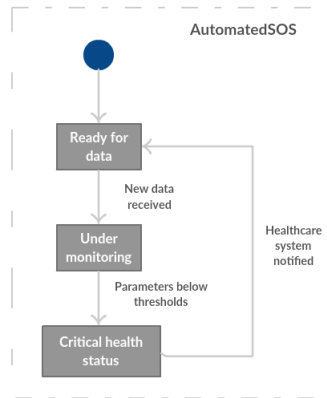 AutomatedSOS
Ready for
data
New data
received
Under
monitoring
Healthcare
system
notified
Parameters below
thresholds
Critical health
status